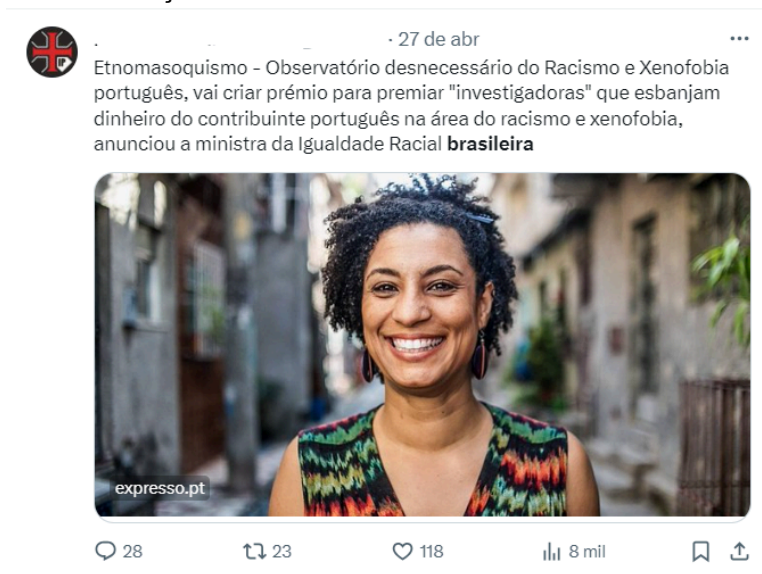 · 27 de abr
Etnomasoquismo - Observatório desnecessário do Racismo e Xenofobia
português, vai criar prémio para premiar "investigadoras" que esbanjam
dinheiro do contribuinte português na área do racismo e xenofobia,
anunciou a ministra da Igualdade Racial brasileira
expresso.pt
28
23
118
8 mil